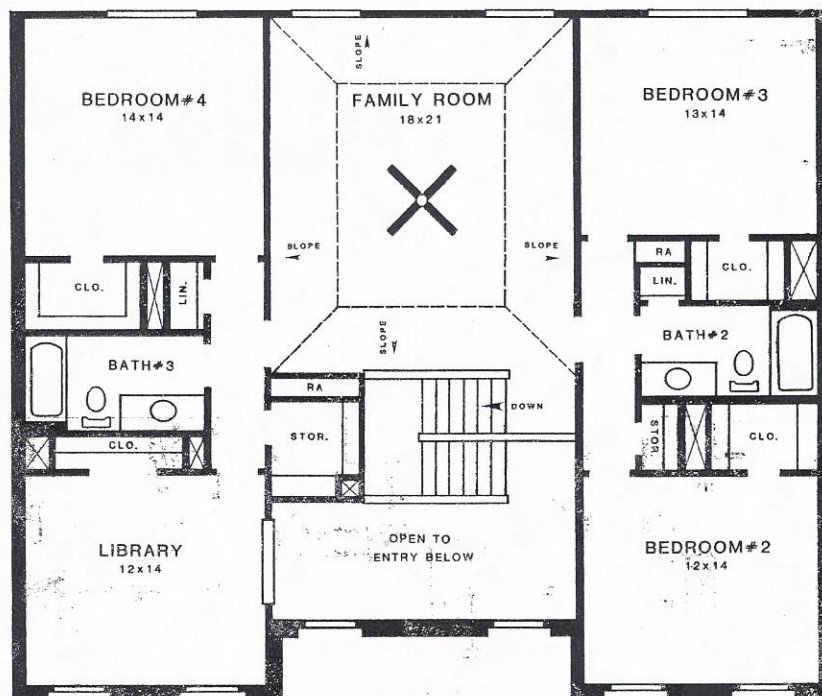 BEDROOM#4
14x14
SLOPE
FAMILY ROOM
18x21
BEDROOM#3
13x14
SLOPE
SLOPE
RA
CLO.
LIN.
CLO.
LIN.
SLOPE
BATH#2
BATH#3
RA
DOWN
STOR.
STOR.
CLO.
CLO.
OPEN TO
ENTRY BELOW
LIBRARY
12x14
BEDROOM#2
12x14